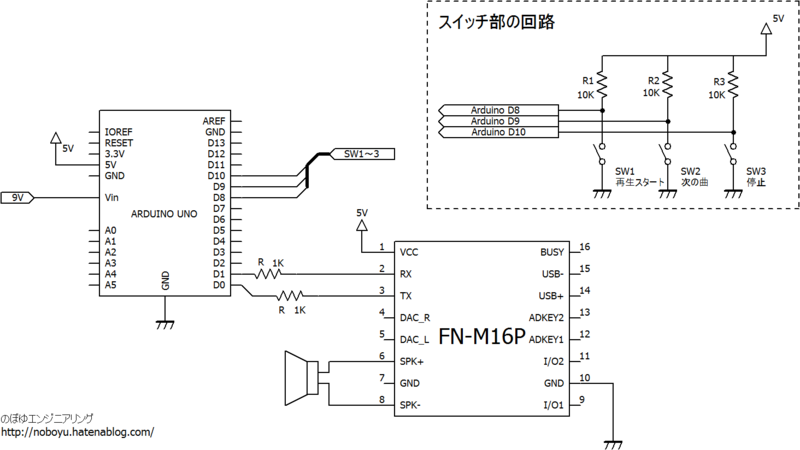 スイッチ部の回路
5V
R1
10K
R2
10K
R3
10K
Arduino D8
Arduino D9
Arduino D10
SW1
再生スタート
SW2
次の曲
SW3
停止
AREF
GND
D13
D12
D11
D10
D9
D8
D7
D6
D5
D4
D3
D2
D1
D0
IOREF
RESET
3.3V
5V
GND
Vin
A0
A1
A2
A3
A4
A5
ARDUINO UNO
GND
5V
9V
SW1～3
R 1K
R 1K
5V
1 VCC
2 RX
3 TX
4 DAC_R
5 DAC_L
6 SPK+
7 GND
8 SPK-
FN-M16P
BUSY 16
USB- 15
USB+ 14
ADKEY2 13
ADKEY1 12
I/O2 11
GND 10
I/O1 9
のぼゆエンジニアリング
http://noboyu.hatenablog.com/